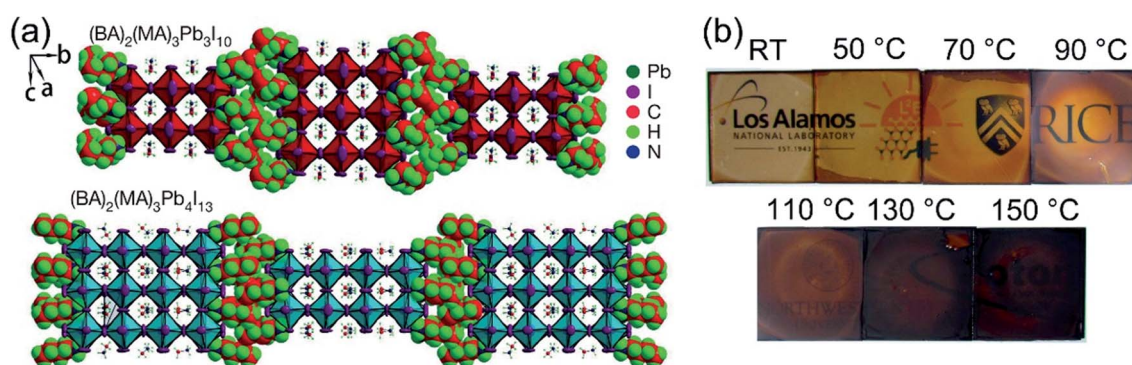 (a)
(BA)₂(MA)₃Pb₃I₁₀
b
c a
Pb
I
C
H
N
(BA)₂(MA)₃Pb₄I₁₃
(b)
RT 50 °C 70 °C 90 °C
Los Alamos
NATIONAL LABORATORY
EST.1943
RICE
110 °C 130 °C 150 °C